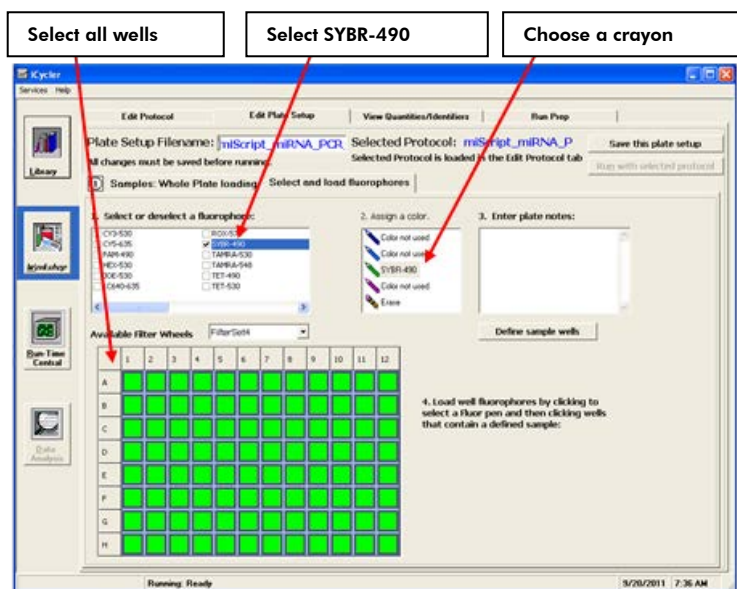 Select all wells
Select SYBR-490
Choose a crayon
iCycler
Services Help
Edit Protocol
Edit Plate Setup
View Quantities/Identifiers
Run Prep
Library
Workshop
Run-Time
Central
Data
Analysis
Plate Setup Filename: miScript_miRNA_PCR
Selected Protocol: miScript_miRNA_P
Save this plate setup
All changes must be saved before running.
Selected Protocol is loaded in the Edit Protocol tab
Run with selected protocol
Samples: Whole Plate loading
Select and load fluorophores
1. Select or deselect a fluorophore:
CY3-530
CY5-635
FAM-490
HEX-530
JOE-530
LC640-635
ROX-575
SYBR-490
TAMRA-530
TAMRA-548
TET-490
TET-530
2. Assign a color.
Color not used
Color not used
SYBR-490
Color not used
Erase
3. Enter plate notes:
Available Filter Wheels
FilterSet4
Define sample wells
1 2 3 4 5 6 7 8 9 10 11 12
A
B
C
D
E
F
G
H
4. Load well fluorophores by clicking to
select a Fluor pen and then clicking wells
that contain a defined sample:
Running: Ready
9/20/2011 7:36 AM